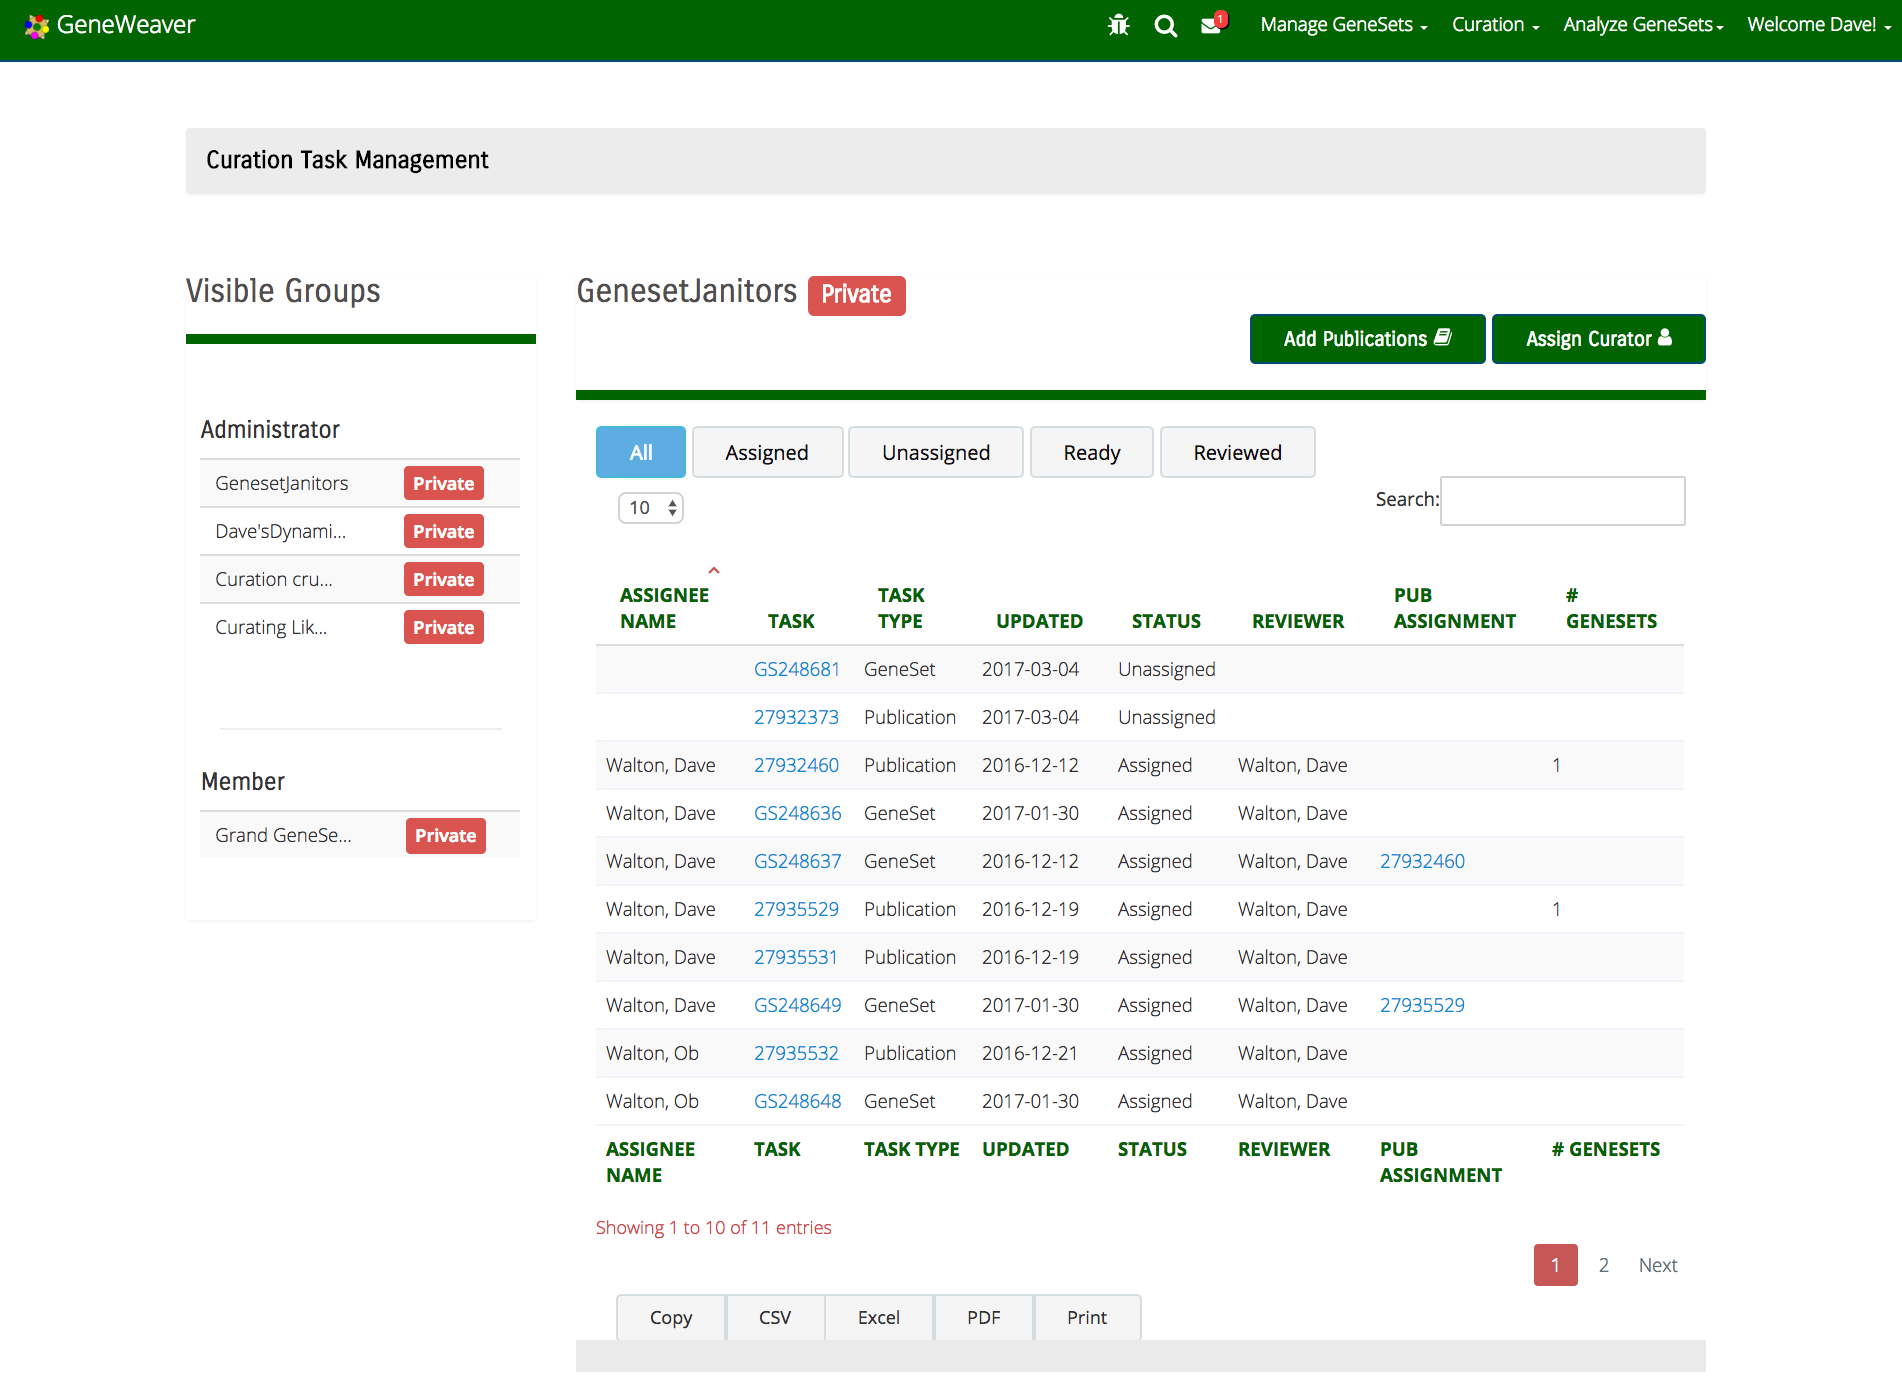 GeneWeaver
1
Manage GeneSets
Curation
Analyze GeneSets
Welcome Dave!
Curation Task Management
Visible Groups
Administrator
GenesetJanitors Private
Dave'sDynami... Private
Curation cru... Private
Curating Lik... Private
Member
Grand GeneSe... Private
GenesetJanitors Private
Add Publications
Assign Curator
All Assigned Unassigned Ready Reviewed
10
Search:
ASSIGNEE NAME TASK TASK TYPE UPDATED STATUS REVIEWER PUB ASSIGNMENT # GENESETS
GS248681 GeneSet 2017-03-04 Unassigned
27932373 Publication 2017-03-04 Unassigned
Walton, Dave 27932460 Publication 2016-12-12 Assigned Walton, Dave 1
Walton, Dave GS248636 GeneSet 2017-01-30 Assigned Walton, Dave
Walton, Dave GS248637 GeneSet 2016-12-12 Assigned Walton, Dave 27932460
Walton, Dave 27935529 Publication 2016-12-19 Assigned Walton, Dave 1
Walton, Dave 27935531 Publication 2016-12-19 Assigned Walton, Dave
Walton, Dave GS248649 GeneSet 2017-01-30 Assigned Walton, Dave 27935529
Walton, Ob 27935532 Publication 2016-12-21 Assigned Walton, Dave
Walton, Ob GS248648 GeneSet 2017-01-30 Assigned Walton, Dave
ASSIGNEE NAME TASK TASK TYPE UPDATED STATUS REVIEWER PUB ASSIGNMENT # GENESETS
Showing 1 to 10 of 11 entries
1 2 Next
Copy CSV Excel PDF Print